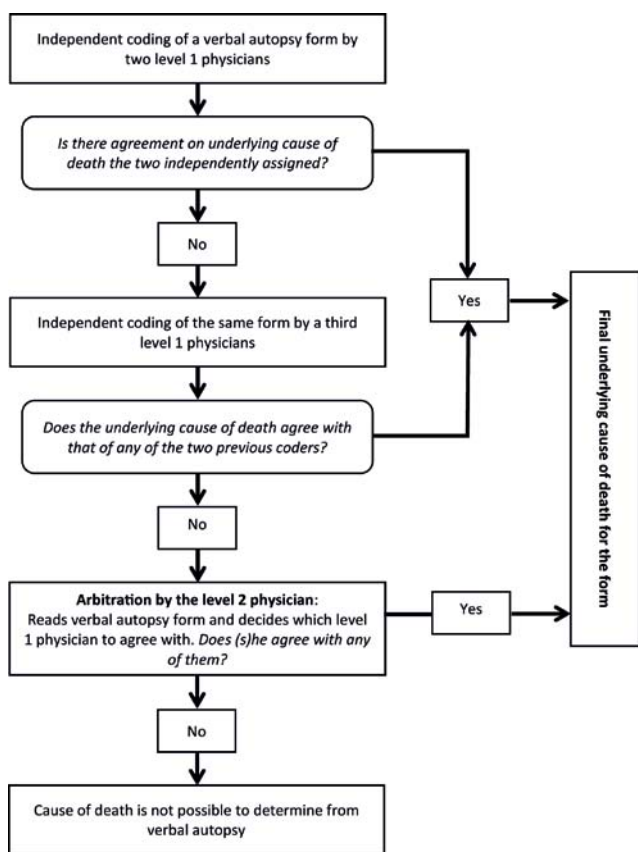 Independent coding of a verbal autopsy form by
two level 1 physicians
Is there agreement on underlying cause of
death the two independently assigned?
No
Yes
Independent coding of the same form by a third
level 1 physicians
Does the underlying cause of death agree with
that of any of the two previous coders?
No
Arbitration by the level 2 physician:
Reads verbal autopsy form and decides which level
1 physician to agree with. Does (s)he agree with any
of them?
Yes
No
Cause of death is not possible to determine from
verbal autopsy
Final underlying cause of death for the form